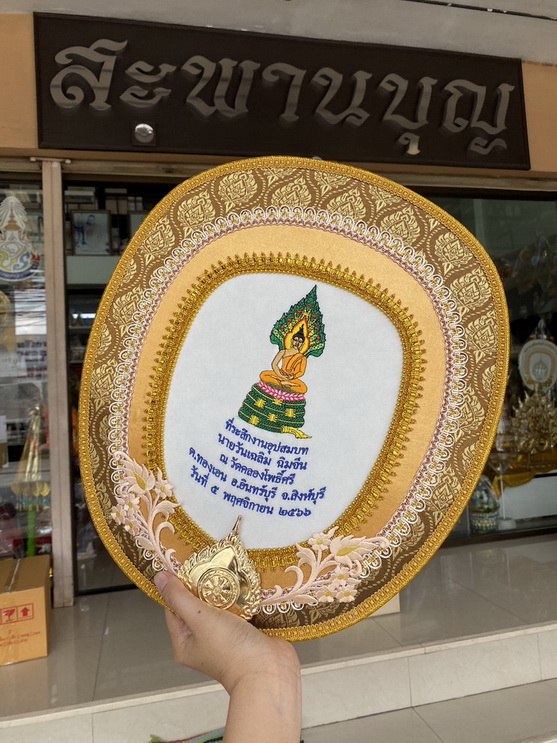 สะพานบุญ
ที่ระลึกงานอุปสมบท
นายวันเฉลิม ฉิมจีน
ณ วัดคลองโพธิ์ศรี
ต.ทองเอน อ.อินทร์บุรี จ.สิงห์บุรี
วันที่ ๕ พฤศจิกายน ๒๕๖๖